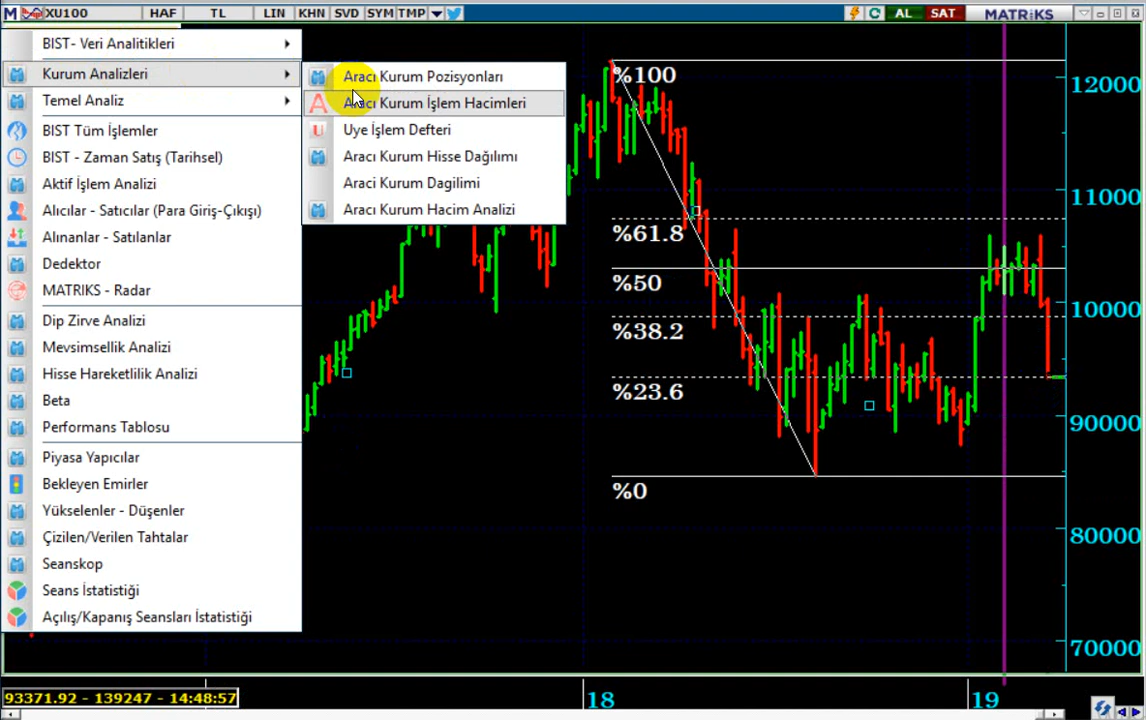 M XU100 HAF TL LIN KHN SVD SYM TMP AL SAT MATRIKS
BIST- Veri Analitikleri
Kurum Analizleri
Temel Analiz
BIST Tüm İşlemler
BIST - Zaman Satış (Tarihsel)
Aktif İşlem Analizi
Alıcılar - Satıcılar (Para Giriş-Çıkışı)
Alınanlar - Satılanlar
Dedektor
MATRIKS - Radar
Dip Zirve Analizi
Mevsimsellik Analizi
Hisse Hareketlilik Analizi
Beta
Performans Tablosu
Piyasa Yapıcılar
Bekleyen Emirler
Yükselenler - Düşenler
Çizilen/Verilen Tahtalar
Seanskop
Seans İstatistiği
Açılış/Kapanış Seansları İstatistiği
Aracı Kurum Pozisyonları
A Aracı Kurum İşlem Hacimleri
U Uye İşlem Defteri
Aracı Kurum Hisse Dağılımı
Araci Kurum Dagilimi
Aracı Kurum Hacim Analizi
%100
%61.8
%50
%38.2
%23.6
%0
120000
110000
100000
90000
80000
70000
93371.92 - 139247 - 14:48:57
18
19